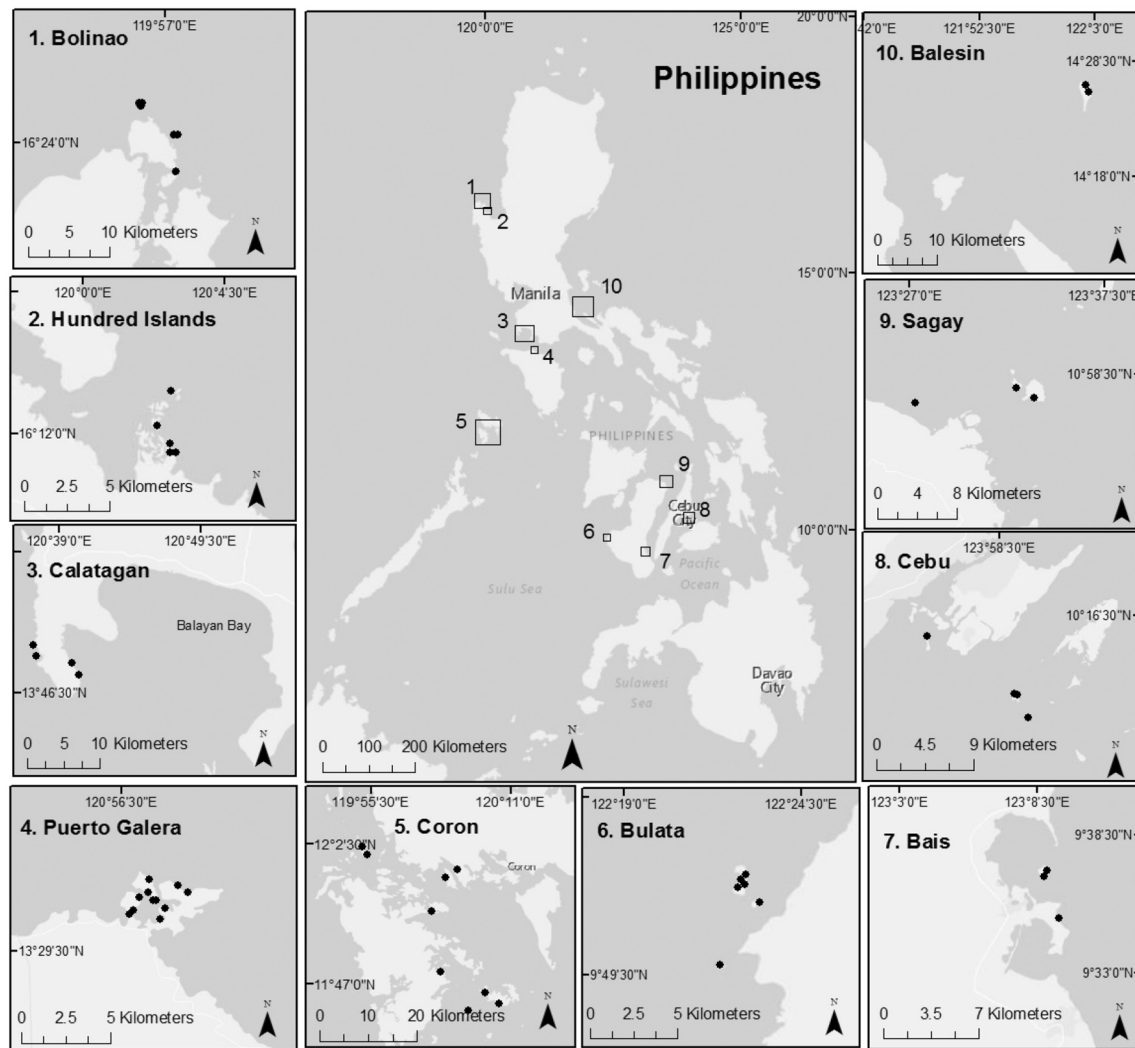 119°57'0"E
1. Bolinao
16°24'0"N
0 5 10 Kilometers
N
120°0'0"E 120°4'30"E
2. Hundred Islands
16°12'0"N
0 2.5 5 Kilometers
N
120°39'0"E 120°49'30"E
3. Calatagan
Balayan Bay
13°46'30"N
0 5 10 Kilometers
N
120°56'30"E
4. Puerto Galera
13°29'30"N
0 2.5 5 Kilometers
N
120°0'0"E 125°0'0"E
20°0'0"N
Philippines
1
2
15°0'0"N
10
Manila
3
4
5
PHILIPPINES
9
Cebu
City
8
10°0'0"N
6
7
Pacific
Ocean
Sulu Sea
Sulawesi
Sea
Davao
City
0 100 200 Kilometers
N
119°55'30"E 120°11'0"E
5. Coron
12°2'30"N
Coron
11°47'0"N
0 10 20 Kilometers
N
122°19'0"E 122°24'30"E
6. Bulata
9°49'30"N
0 2.5 5 Kilometers
N
42'0"E 121°52'30"E 122°3'0"E
10. Balesin
14°28'30"N
14°18'0"N
0 5 10 Kilometers
N
123°27'0"E 123°37'30"E
9. Sagay
10°58'30"N
0 4 8 Kilometers
N
123°58'30"E
8. Cebu
10°16'30"N
0 4.5 9 Kilometers
N
123°3'0"E 123°8'30"E
7. Bais
9°38'30"N
9°33'0"N
0 3.5 7 Kilometers
N